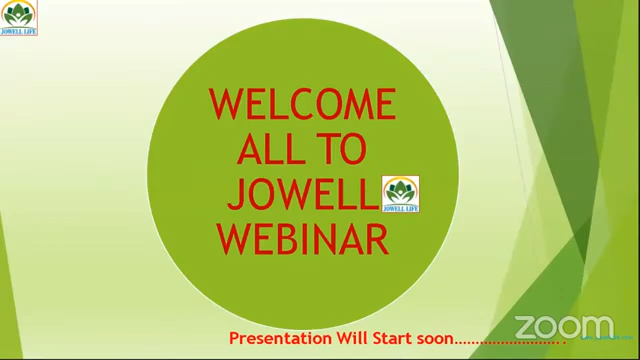 JOWELL LIFE
WELCOME
ALL TO
JOWELL
JOWELL LIFE
WEBINAR
Presentation Will Start soon...........................
zoom